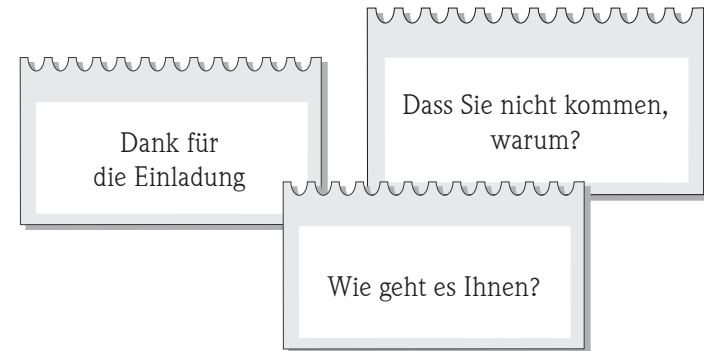 Dank für
die Einladung
Dass Sie nicht kommen,
warum?
Wie geht es Ihnen?